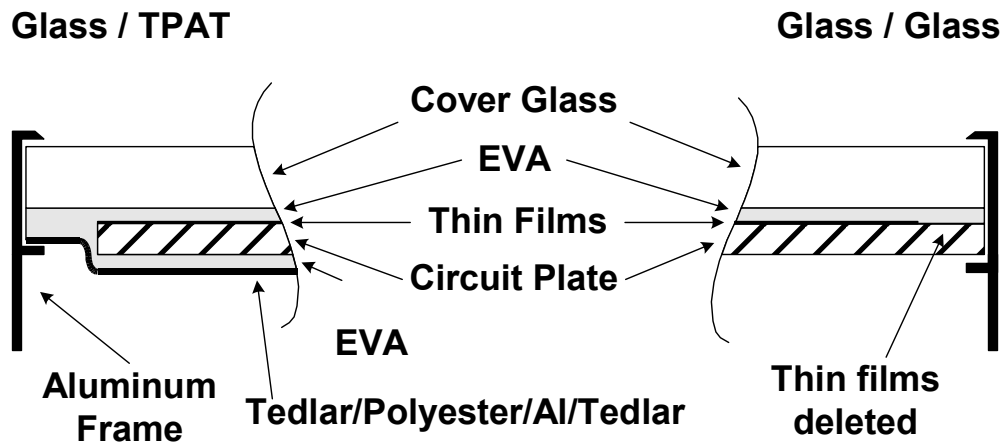 Glass / TPAT
Glass / Glass
Cover Glass
EVA
Thin Films
Circuit Plate
EVA
Aluminum
Frame
Tedlar/Polyester/Al/Tedlar
Thin films
deleted